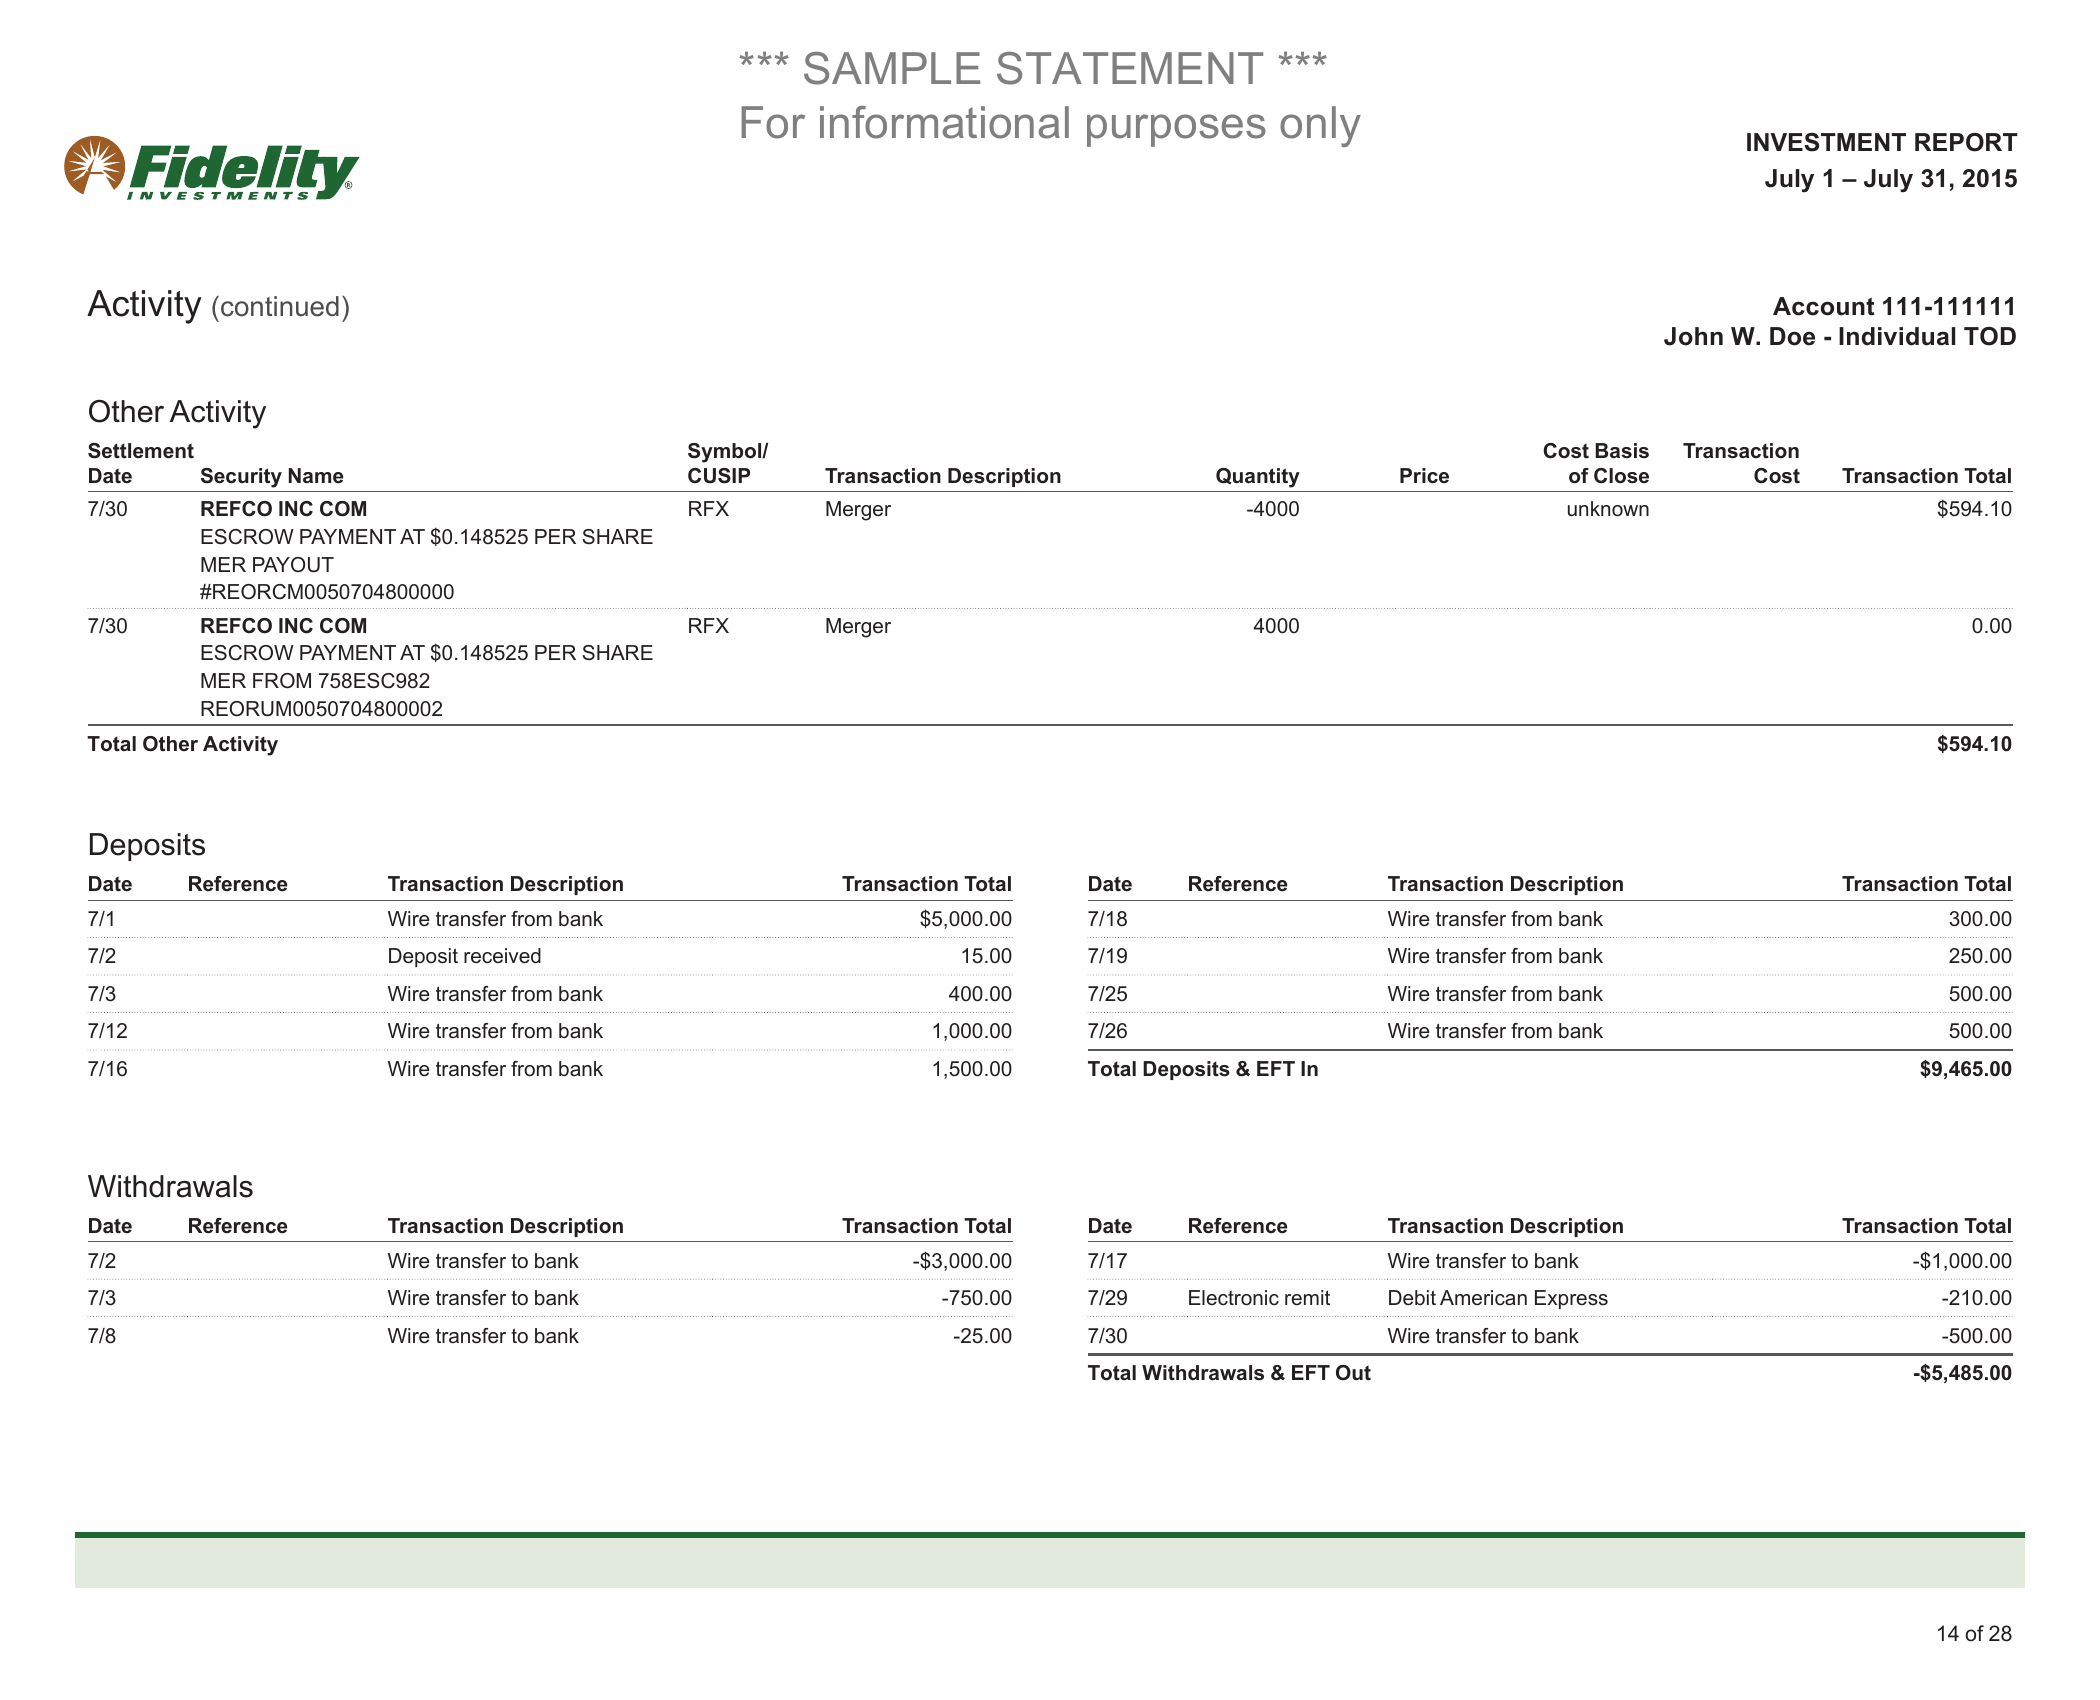 *** SAMPLE STATEMENT ***
For informational purposes only
Fidelity®
INVESTMENTS
INVESTMENT REPORT
July 1 – July 31, 2015
Activity (continued)
Account 111-111111
John W. Doe - Individual TOD
Other Activity
Settlement Symbol/ Cost Basis Transaction
Date Security Name CUSIP Transaction Description Quantity Price of Close Cost Transaction Total
7/30 REFCO INC COM RFX Merger -4000 unknown $594.10
ESCROW PAYMENT AT $0.148525 PER SHARE
MER PAYOUT
#REORCM0050704800000
7/30 REFCO INC COM RFX Merger 4000 0.00
ESCROW PAYMENT AT $0.148525 PER SHARE
MER FROM 758ESC982
REORUM0050704800002
Total Other Activity $594.10
Deposits
Date Reference Transaction Description Transaction Total
7/1 Wire transfer from bank $5,000.00
7/2 Deposit received 15.00
7/3 Wire transfer from bank 400.00
7/12 Wire transfer from bank 1,000.00
7/16 Wire transfer from bank 1,500.00
Date Reference Transaction Description Transaction Total
7/18 Wire transfer from bank 300.00
7/19 Wire transfer from bank 250.00
7/25 Wire transfer from bank 500.00
7/26 Wire transfer from bank 500.00
Total Deposits & EFT In $9,465.00
Withdrawals
Date Reference Transaction Description Transaction Total
7/2 Wire transfer to bank -$3,000.00
7/3 Wire transfer to bank -750.00
7/8 Wire transfer to bank -25.00
Date Reference Transaction Description Transaction Total
7/17 Wire transfer to bank -$1,000.00
7/29 Electronic remit Debit American Express -210.00
7/30 Wire transfer to bank -500.00
Total Withdrawals & EFT Out -$5,485.00
14 of 28